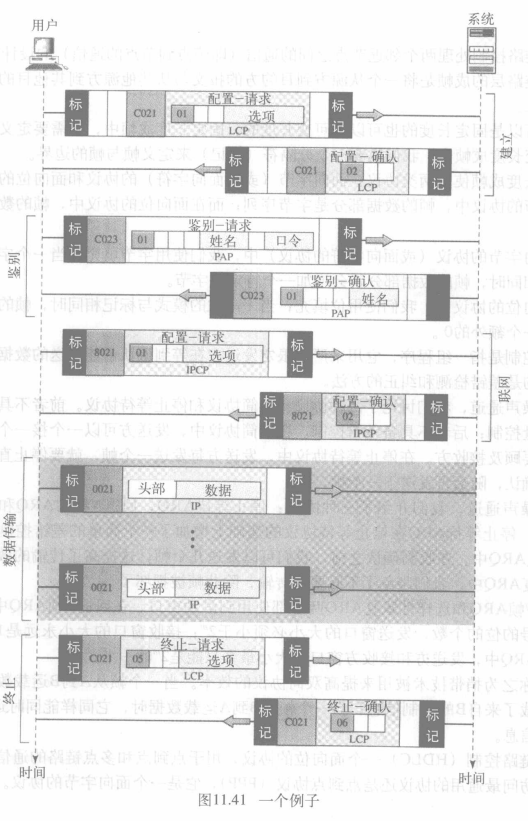 用户
系统
标记
配置-请求
C021
01
选项
LCP
标记
建立
标记
配置-确认
C021
02
LCP
标记
鉴别
标记
鉴别-请求
C023
01
姓名
口令
PAP
标记
标记
鉴别-确认
C023
01
姓名
PAP
标记
联网
标记
配置-请求
8021
01
选项
IPCP
标记
标记
配置-确认
8021
02
IPCP
标记
数据传输
标记
0021
头部
数据
IP
标记
标记
0021
头部
数据
IP
标记
终止
标记
终止-请求
C021
05
选项
LCP
标记
标记
终止-确认
C021
06
LCP
标记
时间
时间
图11.41 一个例子